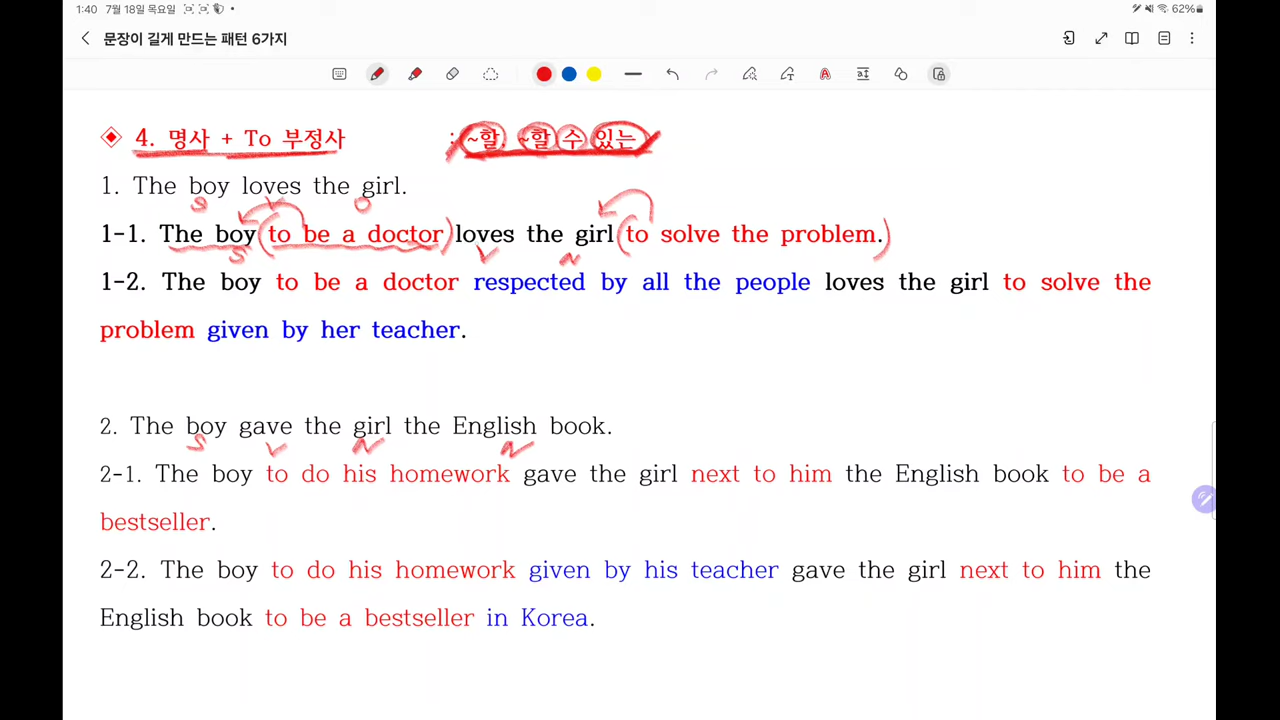 1:40 7월 18일 목요일
62%
문장이 길게 만드는 패턴 6가지
4. 명사 + To 부정사 : ~할, ~할 수 있는
1. The boy loves the girl.
S V O
1-1. The boy (to be a doctor) loves the girl (to solve the problem.)
S V N
1-2. The boy to be a doctor respected by all the people loves the girl to solve the
problem given by her teacher.
2. The boy gave the girl the English book.
S V N N
2-1. The boy to do his homework gave the girl next to him the English book to be a
bestseller.
2-2. The boy to do his homework given by his teacher gave the girl next to him the
English book to be a bestseller in Korea.